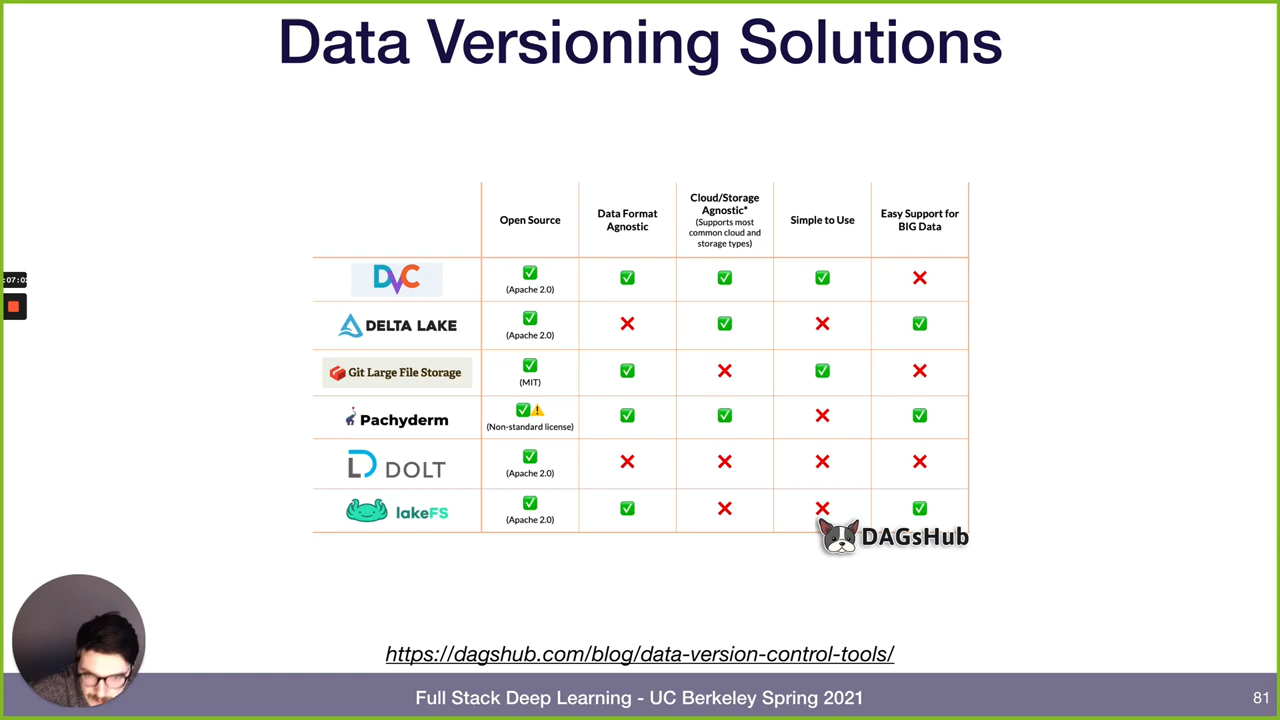 Data Versioning Solutions
Open Source
Data Format
Agnostic
Cloud/Storage
Agnostic*
(Supports most
common cloud and
storage types)
Simple to Use
Easy Support for
BIG Data
DVC
(Apache 2.0)
DELTA LAKE
(Apache 2.0)
Git Large File Storage
(MIT)
Pachyderm
(Non-standard license)
DOLT
(Apache 2.0)
lakeFS
(Apache 2.0)
DAGsHub
https://dagshub.com/blog/data-version-control-tools/
Full Stack Deep Learning - UC Berkeley Spring 2021
81